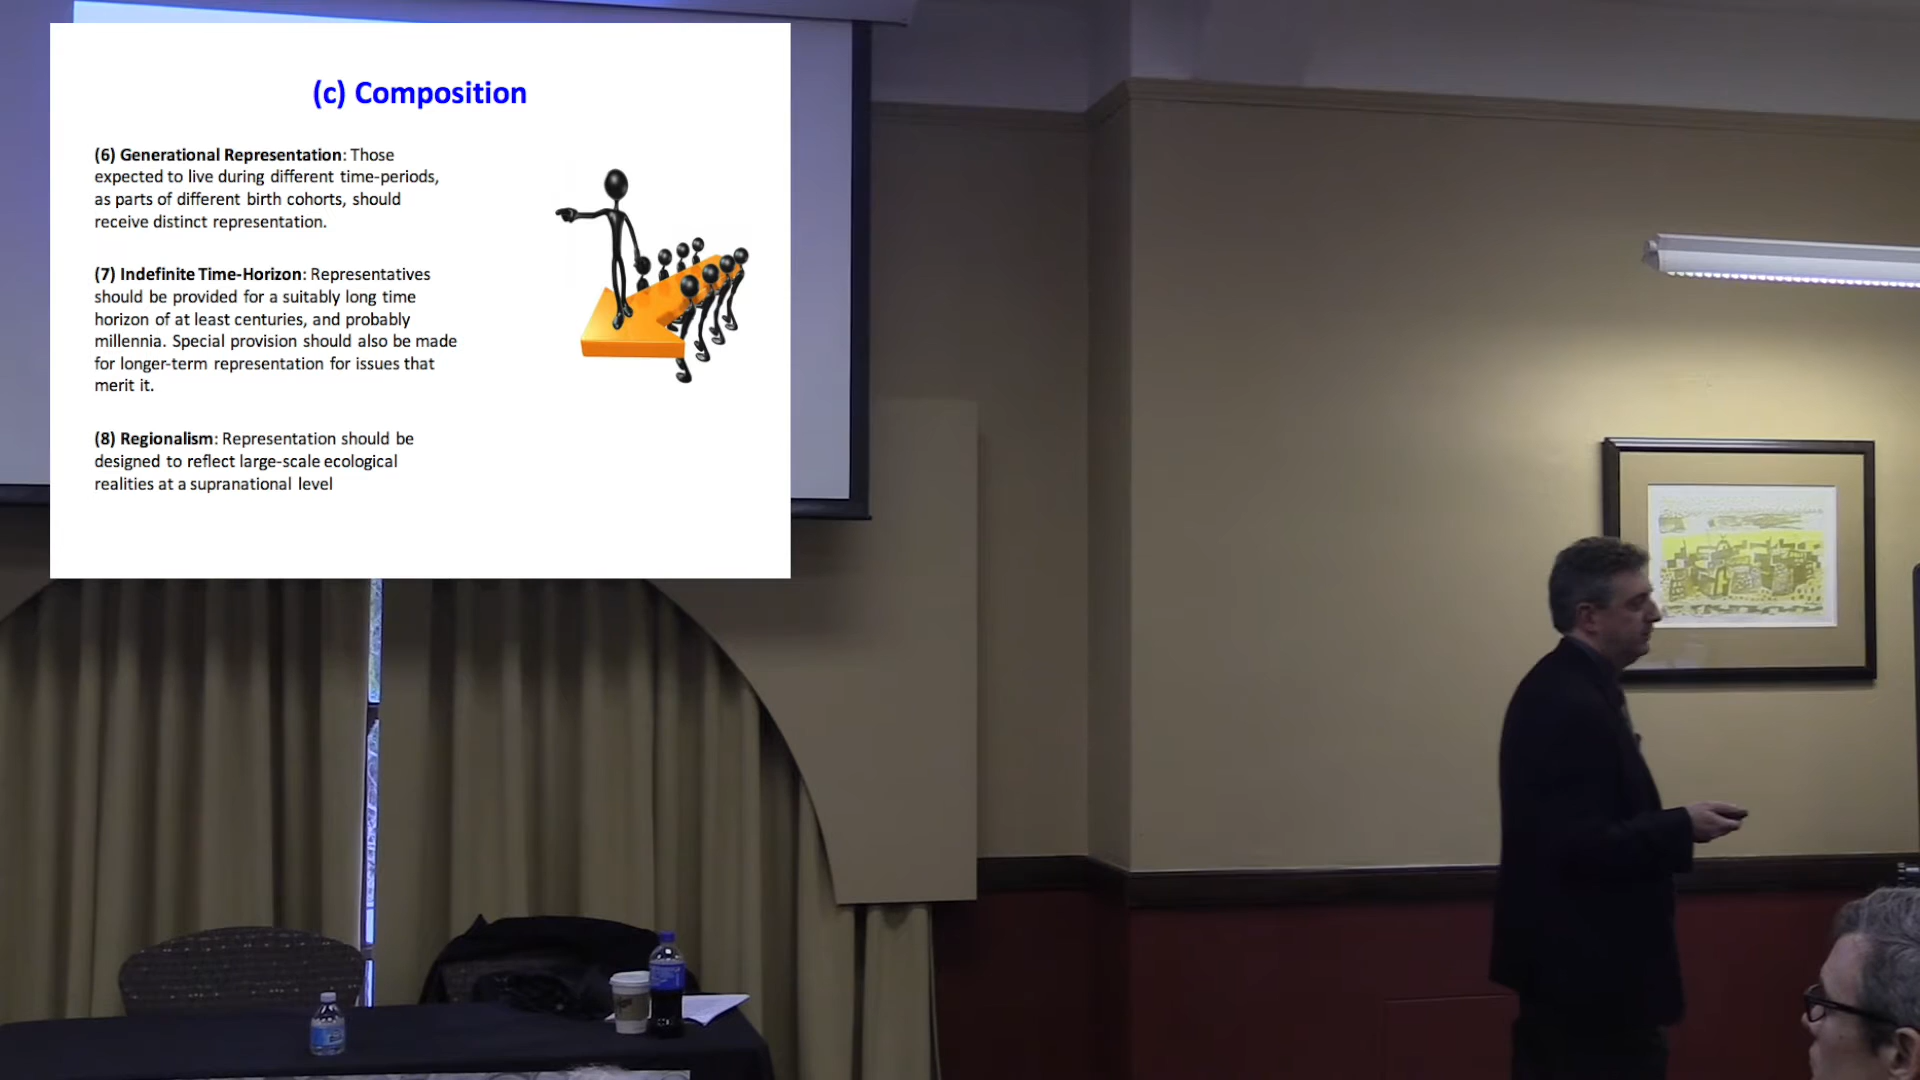 (c) Composition
(6) Generational Representation: Those
expected to live during different time-periods,
as parts of different birth cohorts, should
receive distinct representation.
(7) Indefinite Time-Horizon: Representatives
should be provided for a suitably long time
horizon of at least centuries, and probably
millennia. Special provision should also be made
for longer-term representation for issues that
merit it.
(8) Regionalism: Representation should be
designed to reflect large-scale ecological
realities at a supranational level